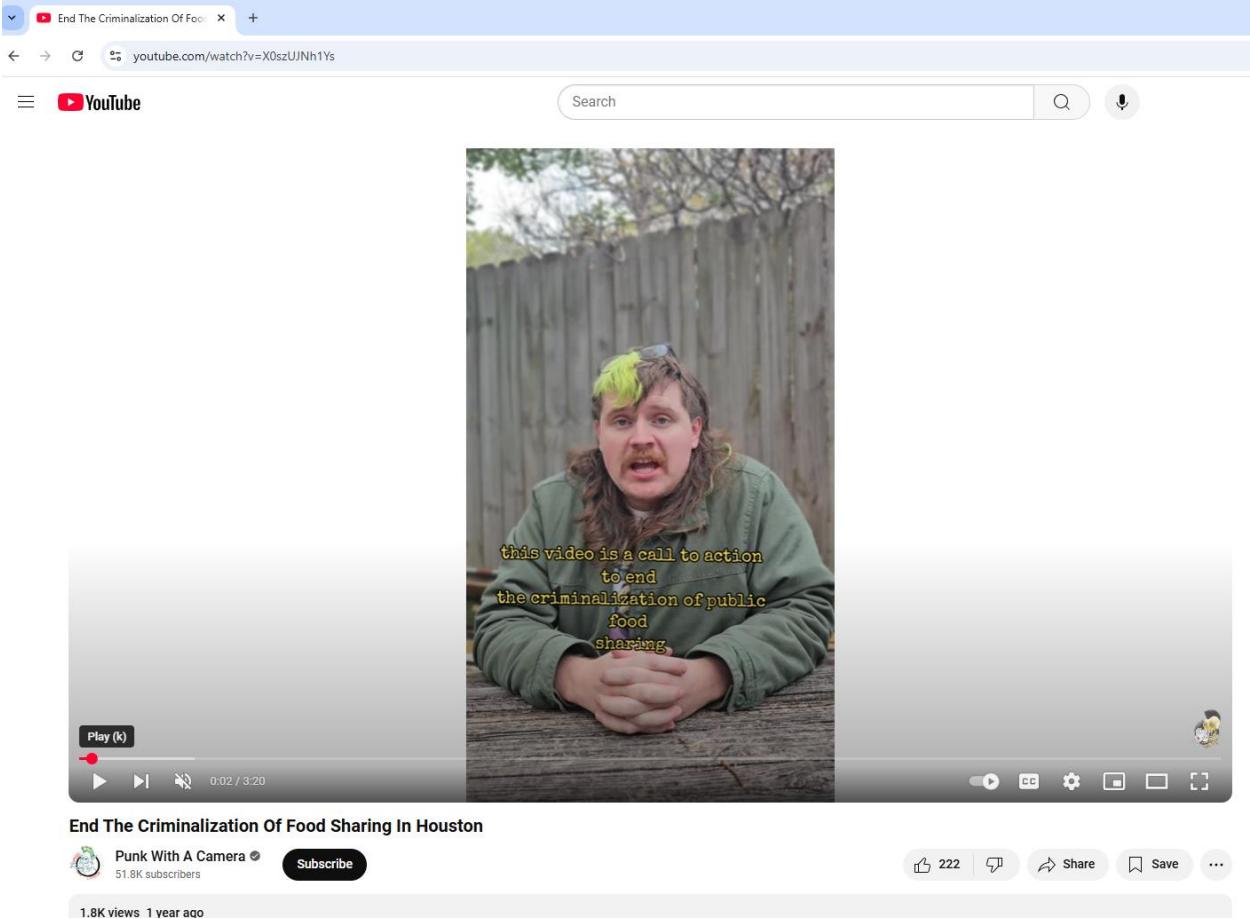 End The Criminalization Of Foo
youtube.com/watch?v=X0szUJNh1Ys
YouTube
Search
this video is a call to action
to end
the criminalization of public
food
sharing
Play (k)
0:02 / 3:20
CC
End The Criminalization Of Food Sharing In Houston
Punk With A Camera
51.8K subscribers
Subscribe
222
Share
Save
1.8K views 1 year ago